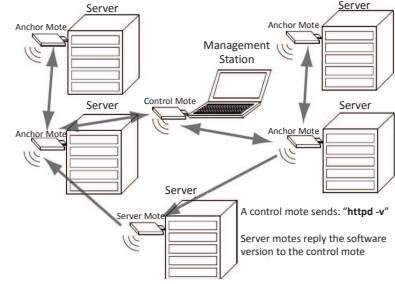 Server
Anchor Mote
Server
Anchor Mote
Management
Station
Server
Control Mote
Server
Anchor Mote
Anchor Mote
Server
Server Mote
A control mote sends: “httpd -v”
Server motes reply the software
version to the control mote